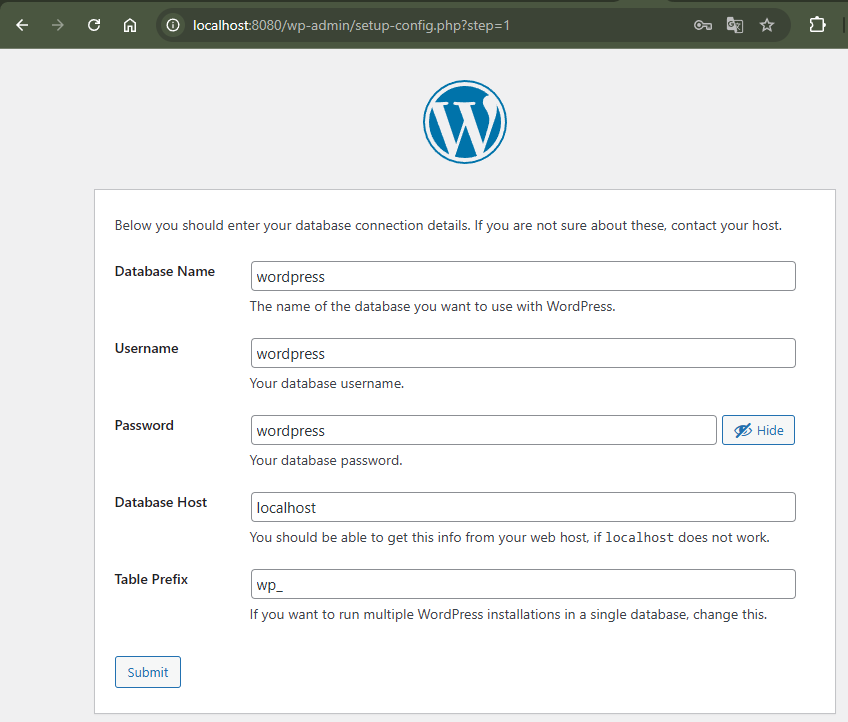 localhost:8080/wp-admin/setup-config.php?step=1
Below you should enter your database connection details. If you are not sure about these, contact your host.
Database Name
wordpress
The name of the database you want to use with WordPress.
Username
wordpress
Your database username.
Password
wordpress
Hide
Your database password.
Database Host
localhost
You should be able to get this info from your web host, if localhost does not work.
Table Prefix
wp_
If you want to run multiple WordPress installations in a single database, change this.
Submit